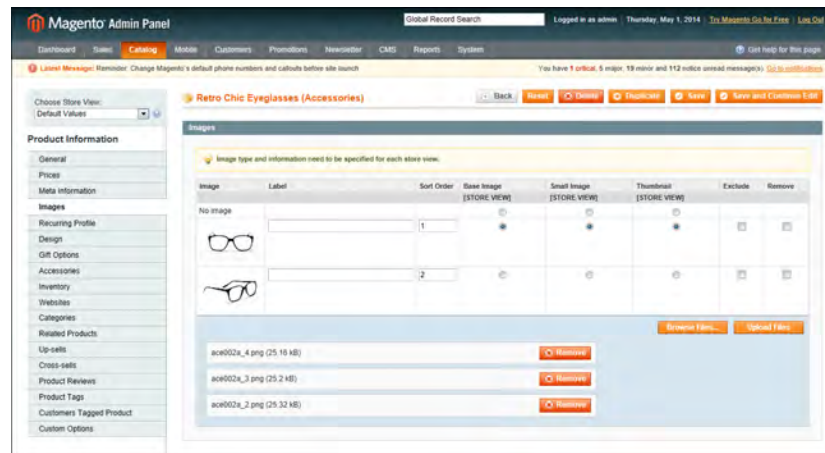 Magento® Admin Panel
Global Record Search
Logged in as admin | Thursday, May 1, 2014 | Try Magento Go for Free | Log Out
Dashboard Sales Catalog Mobile Customers Promotions Newsletter CMS Reports System
Get help for this page
Latest Message: Reminder: Change Magento's default phone numbers and callouts before site launch
You have 1 critical, 5 major, 19 minor and 112 notice unread message(s). Go to notifications
Choose Store View:
Default Values
Product Information
General
Prices
Meta Information
Images
Recurring Profile
Design
Gift Options
Accessories
Inventory
Websites
Categories
Related Products
Up-sells
Cross-sells
Product Reviews
Product Tags
Customers Tagged Product
Custom Options
Retro Chic Eyeglasses (Accessories)
Back Reset Delete Duplicate Save Save and Continue Edit
Images
Image type and information need to be specified for each store view.
Image Label Sort Order Base Image Small Image Thumbnail Exclude Remove
[STORE VIEW] [STORE VIEW] [STORE VIEW]
No image
1
2
Browse Files... Upload Files
ace002a_4.png (25.16 kB) Remove
ace002a_3.png (25.2 kB) Remove
ace002a_2.png (25.32 kB) Remove